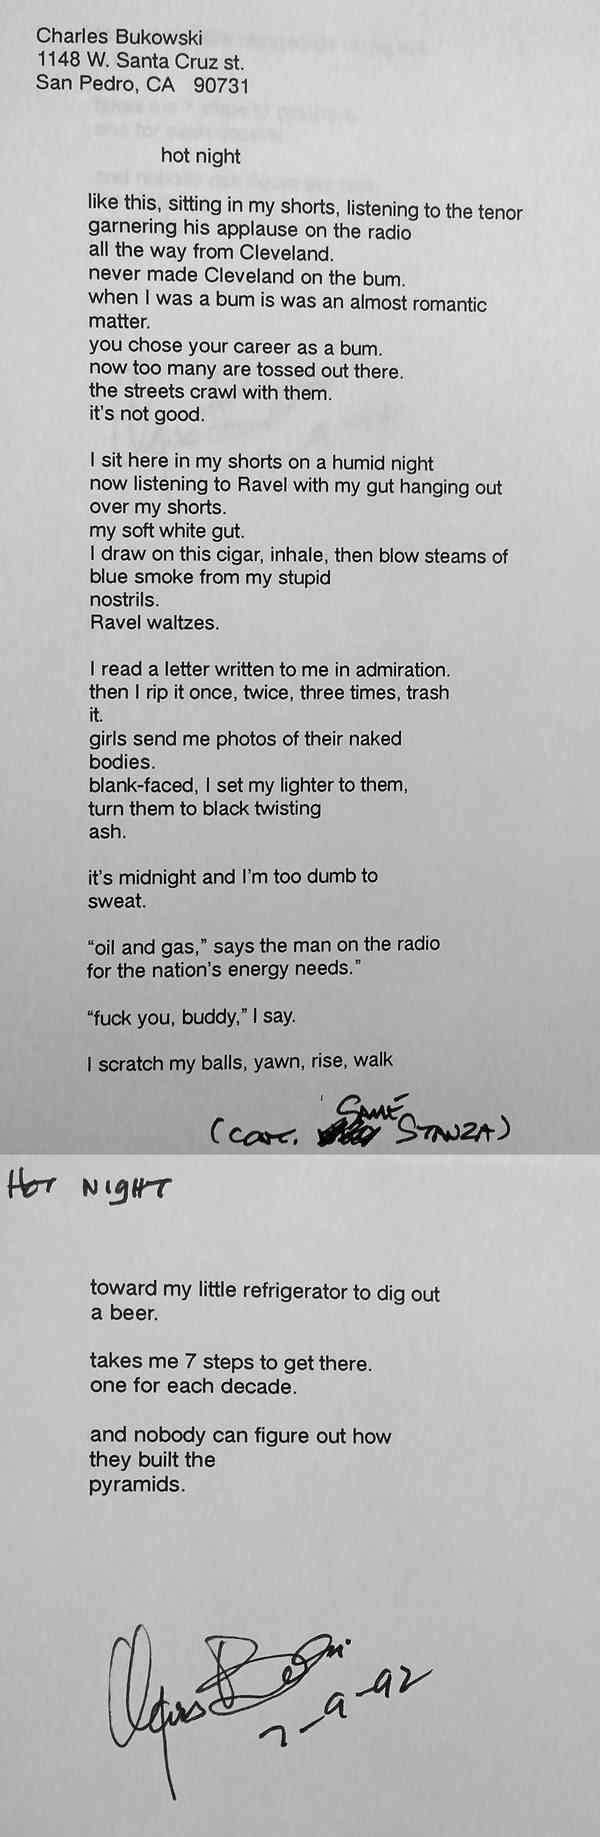 Charles Bukowski
1148 W. Santa Cruz st.
San Pedro, CA 90731
hot night
like this, sitting in my shorts, listening to the tenor
garnering his applause on the radio
all the way from Cleveland.
never made Cleveland on the bum.
when I was a bum is was an almost romantic
matter.
you chose your career as a bum.
now too many are tossed out there.
the streets crawl with them.
it's not good.
I sit here in my shorts on a humid night
now listening to Ravel with my gut hanging out
over my shorts.
my soft white gut.
I draw on this cigar, inhale, then blow steams of
blue smoke from my stupid
nostrils.
Ravel waltzes.
I read a letter written to me in admiration.
then I rip it once, twice, three times, trash
it.
girls send me photos of their naked
bodies.
blank-faced, I set my lighter to them,
turn them to black twisting
ash.
it's midnight and I'm too dumb to
sweat.
“oil and gas,” says the man on the radio
for the nation's energy needs.”
“fuck you, buddy,” I say.
I scratch my balls, yawn, rise, walk
(cont. SAME STANZA)
HOT NIGHT
toward my little refrigerator to dig out
a beer.
takes me 7 steps to get there.
one for each decade.
and nobody can figure out how
they built the
pyramids.
Charles Bukowski
7-9-92